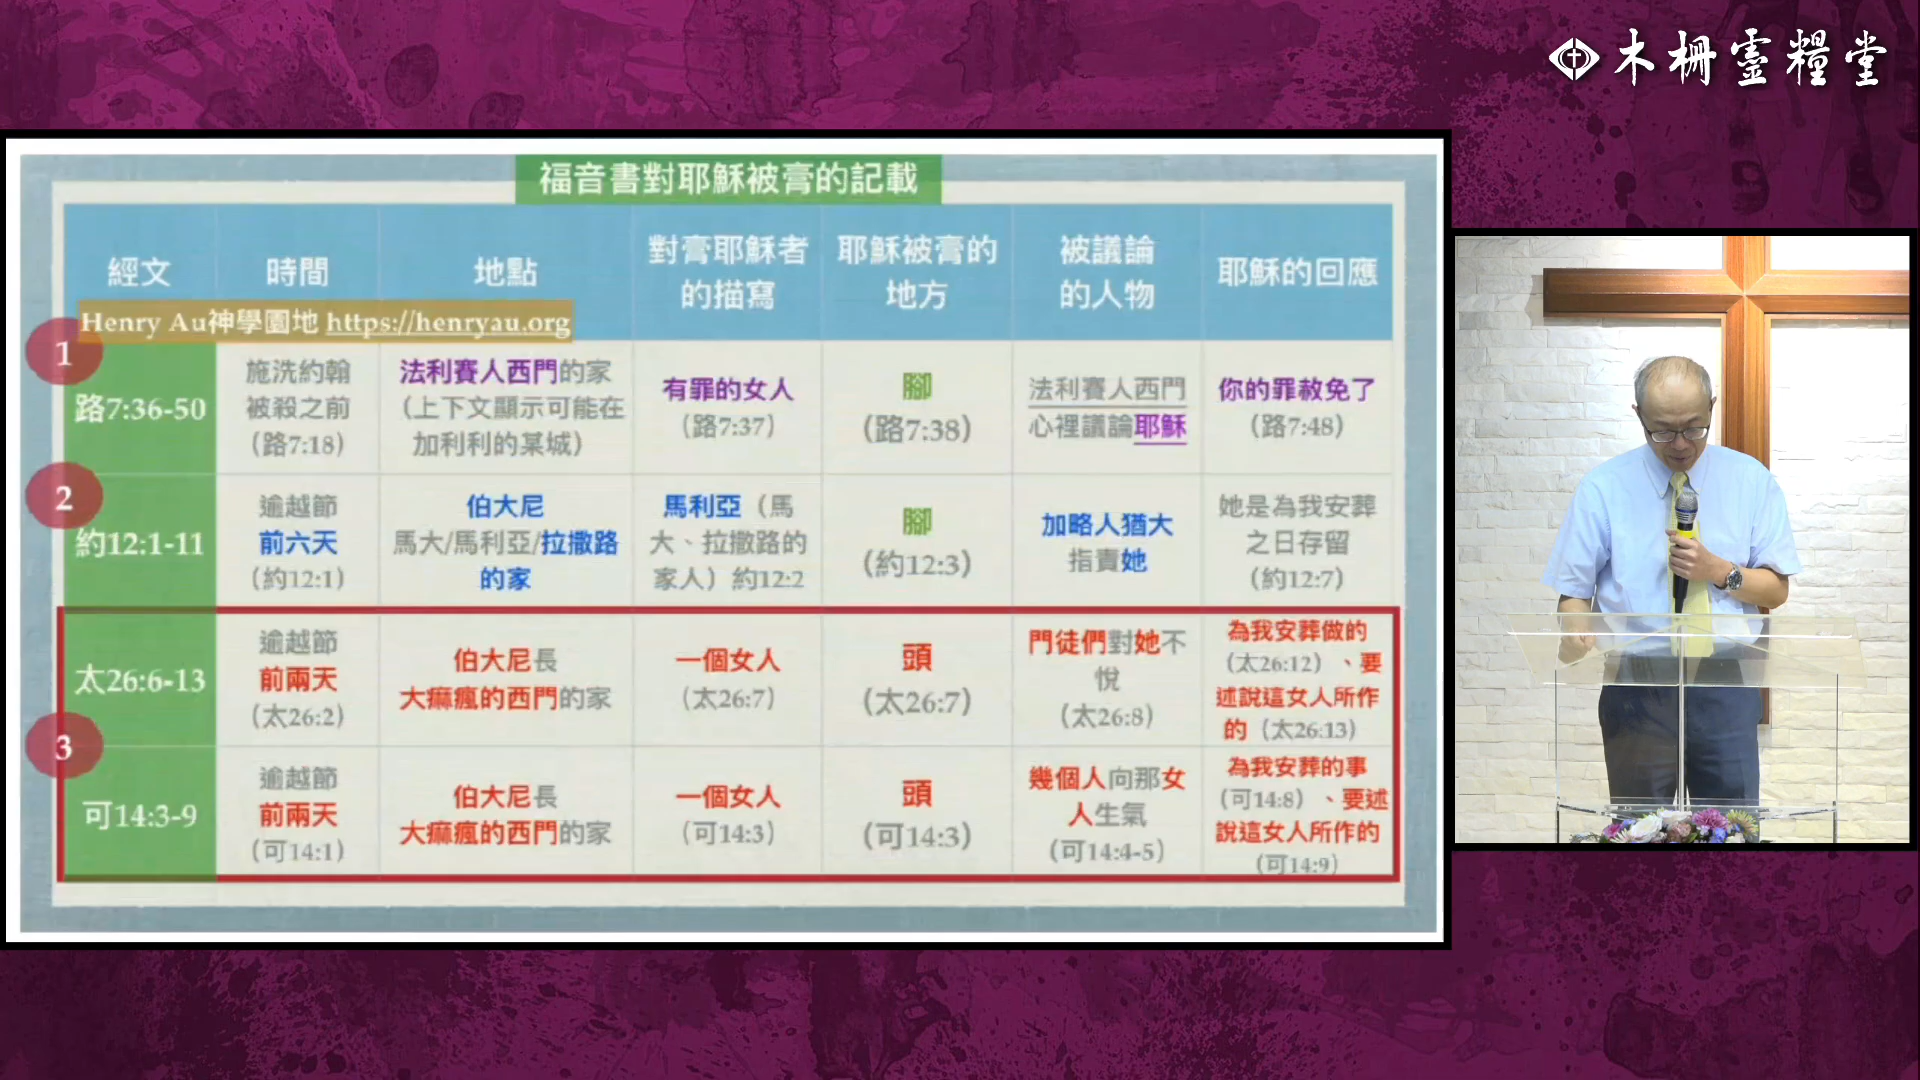 木柵靈糧堂
福音書對耶穌被膏的記載
經文
時間
地點
對膏耶穌者
的描寫
耶穌被膏的
地方
被議論
的人物
耶穌的回應
Henry Au神學園地 https://henryau.org
1
路7:36-50
施洗約翰
被殺之前
(路7:18)
法利賽人西門的家
(上下文顯示可能在
加利利的某城)
有罪的女人
(路7:37)
腳
(路7:38)
法利賽人西門
心裡議論耶穌
你的罪赦免了
(路7:48)
2
約12:1-11
逾越節
前六天
(約12:1)
伯大尼
馬大/馬利亞/拉撒路
的家
馬利亞(馬
大、拉撒路的
家人)約12:2
腳
(約12:3)
加略人猶大
指責她
她是為我安葬
之日存留
(約12:7)
3
太26:6-13
逾越節
前兩天
(太26:2)
伯大尼長
大痲瘋的西門的家
一個女人
(太26:7)
頭
(太26:7)
門徒們對她不
悅
(太26:8)
為我安葬做的
(太26:12)、要
述說這女人所作
的(太26:13)
可14:3-9
逾越節
前兩天
(可14:1)
伯大尼長
大痲瘋的西門的家
一個女人
(可14:3)
頭
(可14:3)
幾個人向那女
人生氣
(可14:4-5)
為我安葬的事
(可14:8)、要述
說這女人所作的
(可14:9)